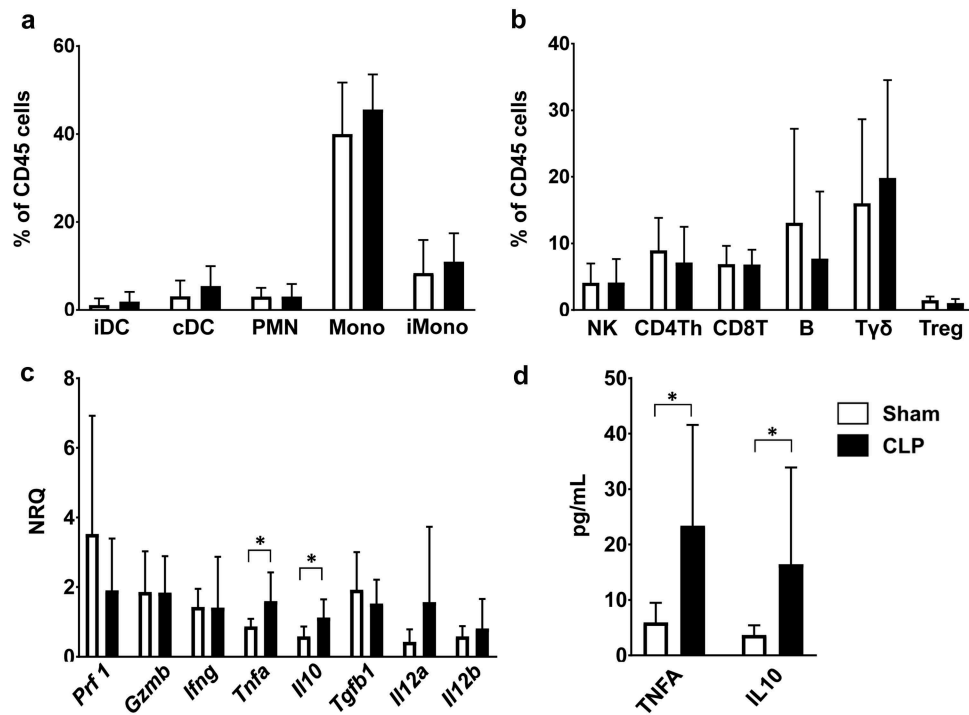 a
% of CD45 cells
60
40
20
0
iDC cDC PMN Mono iMono
b
% of CD45 cells
40
30
20
10
0
NK CD4Th CD8T B Tγδ Treg
c
NRQ
8
6
4
2
0
* *
Prf 1 Gzmb Ifng Tnfa Il10 Tgfb1 Il12a Il12b
d
pg/mL
50
40
30
20
10
0
* *
TNFA IL10
Sham
CLP